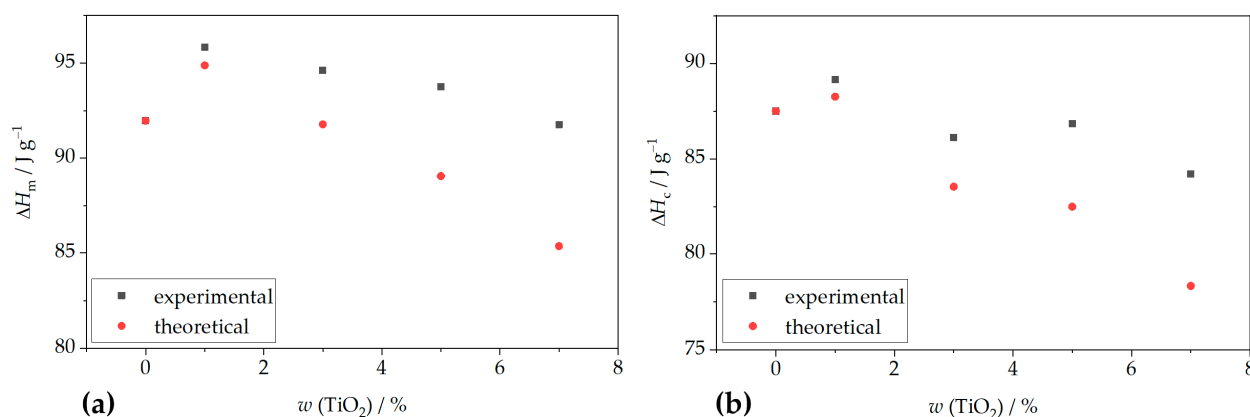 95
90
85
80
ΔHm / J g⁻¹
experimental
theoretical
0 2 4 6 8
(a)
w (TiO₂) / %
90
85
80
75
ΔHc / J g⁻¹
experimental
theoretical
0 2 4 6 8
(b)
w (TiO₂) / %